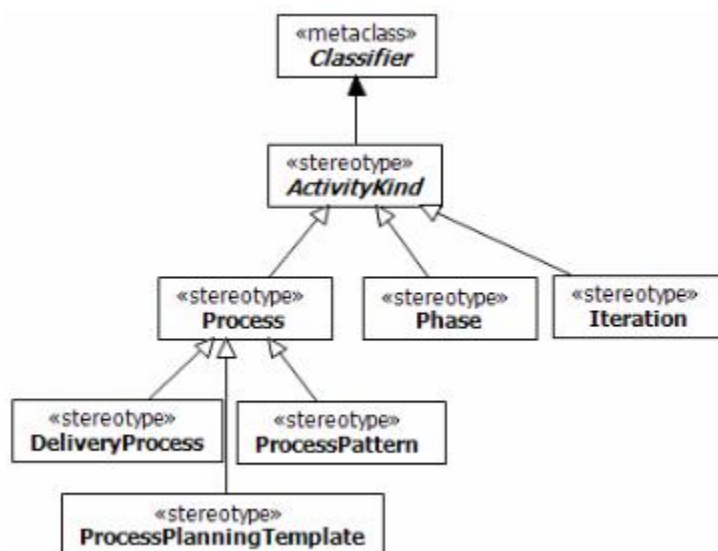 «metaclass»
Classifier
«stereotype»
ActivityKind
«stereotype»
Process
«stereotype»
Phase
«stereotype»
Iteration
«stereotype»
DeliveryProcess
«stereotype»
ProcessPattern
«stereotype»
ProcessPlanningTemplate